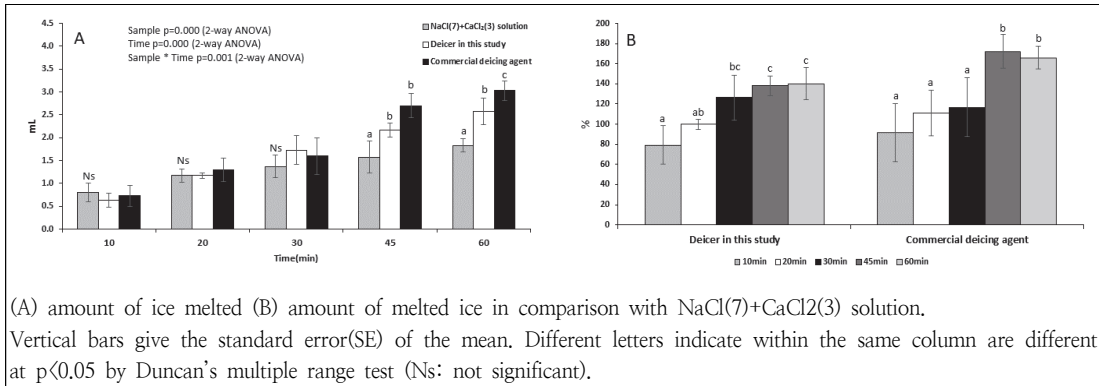 A
Sample p=0.000 (2-way ANOVA)
Time p=0.000 (2-way ANOVA)
Sample * Time p=0.001 (2-way ANOVA)
NaCl(7)+CaCl₂(3) solution
Deicer in this study
Commercial deicing agent
mL
4.5
4.0
3.5
3.0
2.5
2.0
1.5
1.0
0.5
0.0
Ns
Ns
Ns
a
b
b
a
b
c
10
20
30
45
60
Time(min)
B
%
200
180
160
140
120
100
80
60
40
20
0
a
ab
bc
c
c
a
a
a
b
b
Deicer in this study
Commercial deicing agent
10min
20min
30min
45min
60min
(A) amount of ice melted (B) amount of melted ice in comparison with NaCl(7)+CaCl2(3) solution.
Vertical bars give the standard error(SE) of the mean. Different letters indicate within the same column are different
at p<0.05 by Duncan's multiple range test (Ns: not significant).